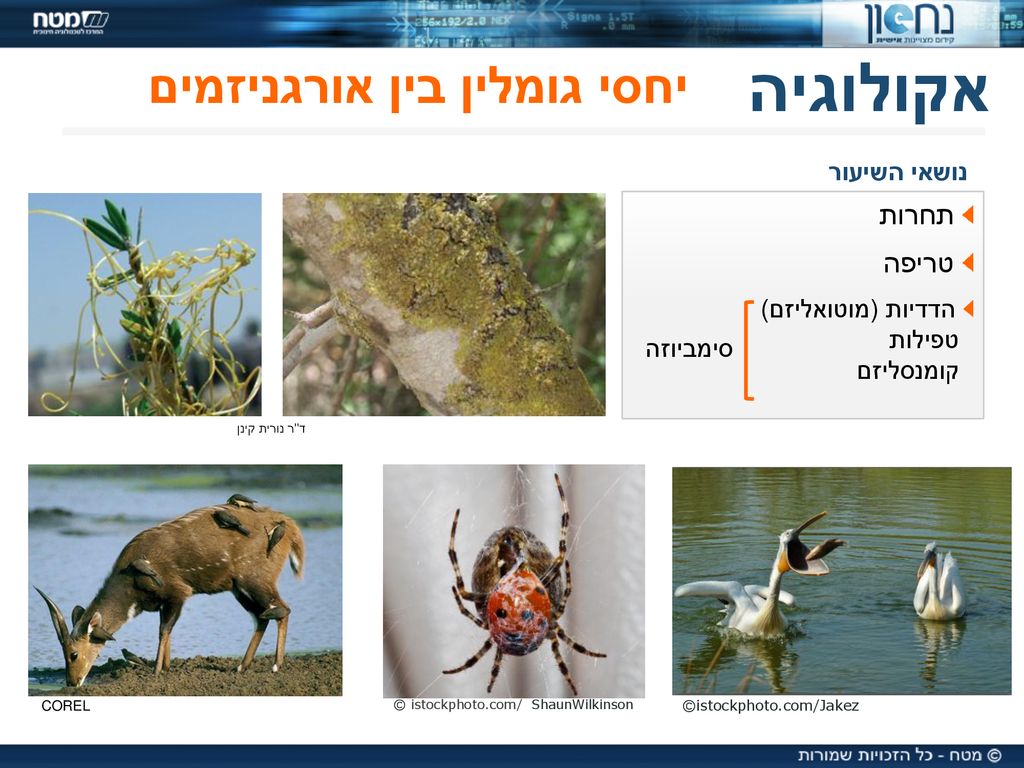 מטח
המרכז לטכנולוגיה חינוכית
נחשון
קידום מצויינות אישית
אקולוגיה
יחסי גומלין בין אורגניזמים
נושאי השיעור
תחרות
טריפה
הדדיות (מוטואליזם)
טפילות
קומנסליזם
סימביוזה
ד"ר נורית קינן
COREL
© istockphoto.com/ ShaunWilkinson
©istockphoto.com/Jakez
© מטח - כל הזכויות שמורות